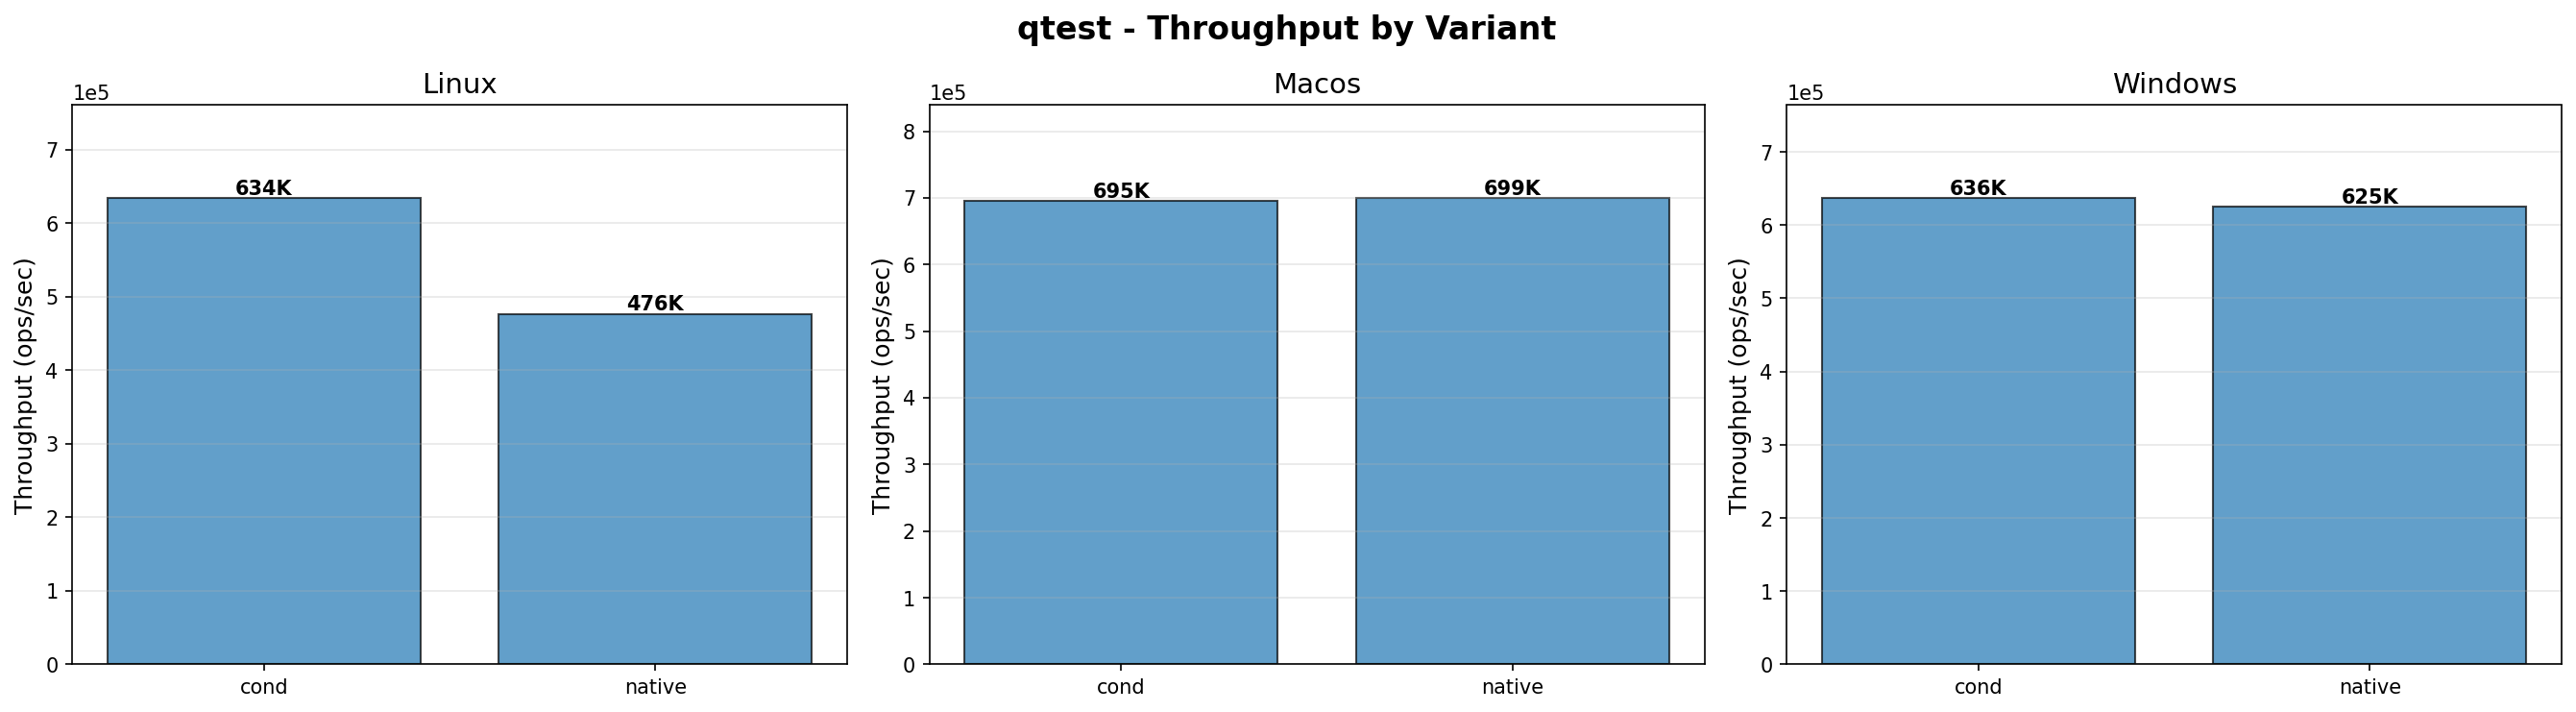 qtest - Throughput by Variant
Linux
1e5
Throughput (ops/sec)
7
6
5
4
3
2
1
0
634K
476K
cond
native
Macos
1e5
Throughput (ops/sec)
8
7
6
5
4
3
2
1
0
695K
699K
cond
native
Windows
1e5
Throughput (ops/sec)
7
6
5
4
3
2
1
0
636K
625K
cond
native